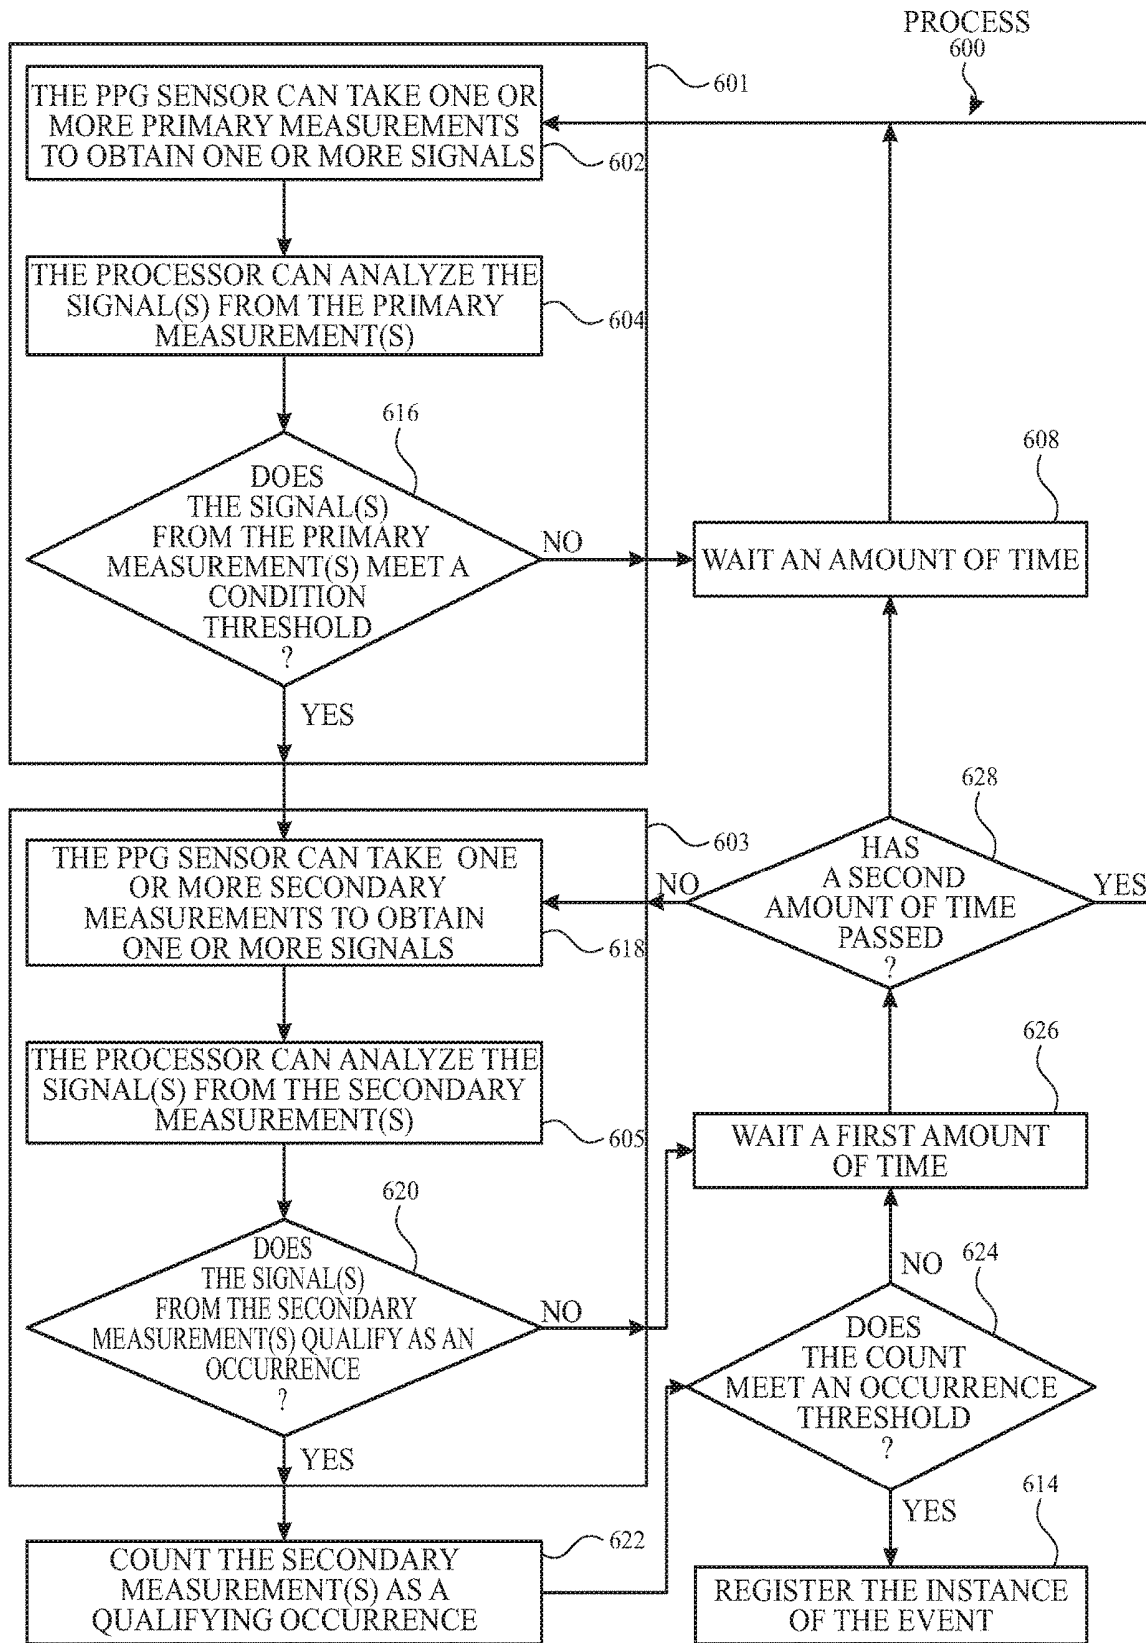 PROCESS
600
601
THE PPG SENSOR CAN TAKE ONE OR
MORE PRIMARY MEASUREMENTS
TO OBTAIN ONE OR MORE SIGNALS
602
THE PROCESSOR CAN ANALYZE THE
SIGNAL(S) FROM THE PRIMARY
MEASUREMENT(S)
604
616
DOES
THE SIGNAL(S)
FROM THE PRIMARY
MEASUREMENT(S) MEET A
CONDITION
THRESHOLD
?
NO
YES
608
WAIT AN AMOUNT OF TIME
603
THE PPG SENSOR CAN TAKE ONE
OR MORE SECONDARY
MEASUREMENTS TO OBTAIN
ONE OR MORE SIGNALS
618
628
HAS
A SECOND
AMOUNT OF TIME
PASSED
?
NO
YES
THE PROCESSOR CAN ANALYZE THE
SIGNAL(S) FROM THE SECONDARY
MEASUREMENT(S)
605
626
WAIT A FIRST AMOUNT
OF TIME
620
DOES
THE SIGNAL(S)
FROM THE SECONDARY
MEASUREMENT(S) QUALIFY AS AN
OCCURRENCE
?
NO
YES
NO
624
DOES
THE COUNT
MEET AN OCCURRENCE
THRESHOLD
?
YES
622
COUNT THE SECONDARY
MEASUREMENT(S) AS A
QUALIFYING OCCURRENCE
614
REGISTER THE INSTANCE
OF THE EVENT